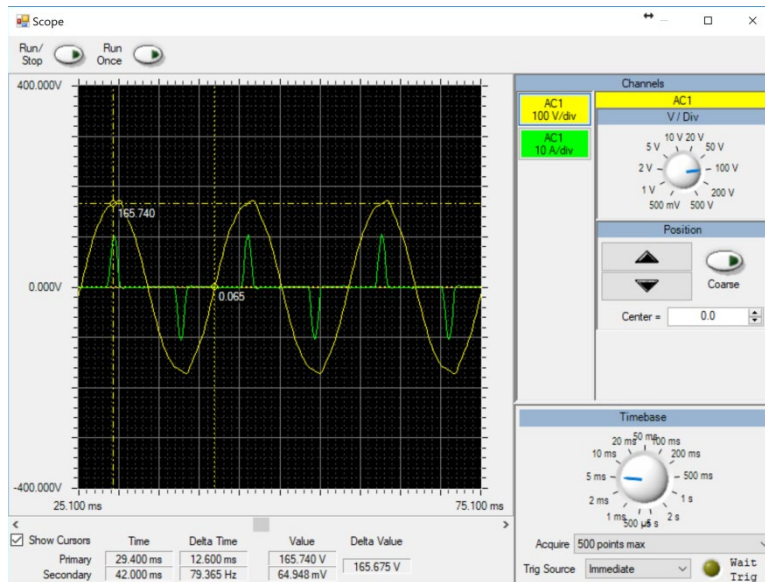 Scope
Run/ Stop
Run Once
400.000V
0.000V
-400.000V
165.740
0.065
25.100 ms
75.100 ms
Show Cursors Time Delta Time Value Delta Value
Primary 29.400 ms 12.600 ms 165.740 V 165.675 V
Secondary 42.000 ms 79.365 Hz 64.948 mV
Channels
AC1
100 V/div
AC1
10 A/div
AC1
V / Div
10 V 20 V
5 V 50 V
2 V 100 V
1 V 200 V
500 mV 500 V
Position
Coarse
Center = 0.0
Timebase
20 ms 50 ms 100 ms
10 ms 200 ms
5 ms 500 ms
2 ms 1 s
1 ms 500 µs 2 s
Acquire 500 points max
Trig Source Immediate Wait
Trig